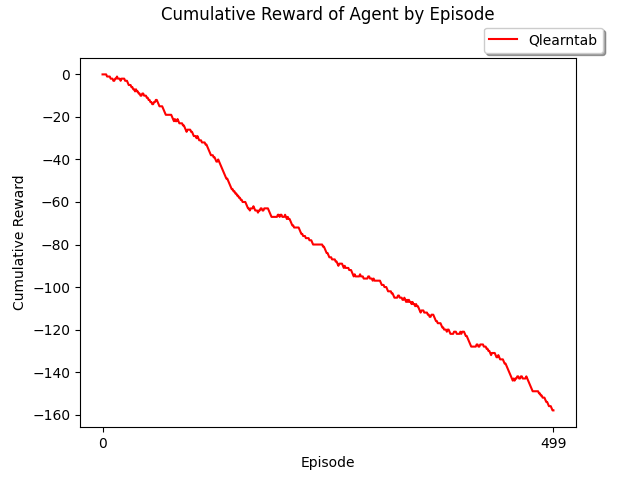 Cumulative Reward of Agent by Episode
Qlearntab
0
−20
−40
−60
−80
−100
−120
−140
−160
Cumulative Reward
0
499
Episode